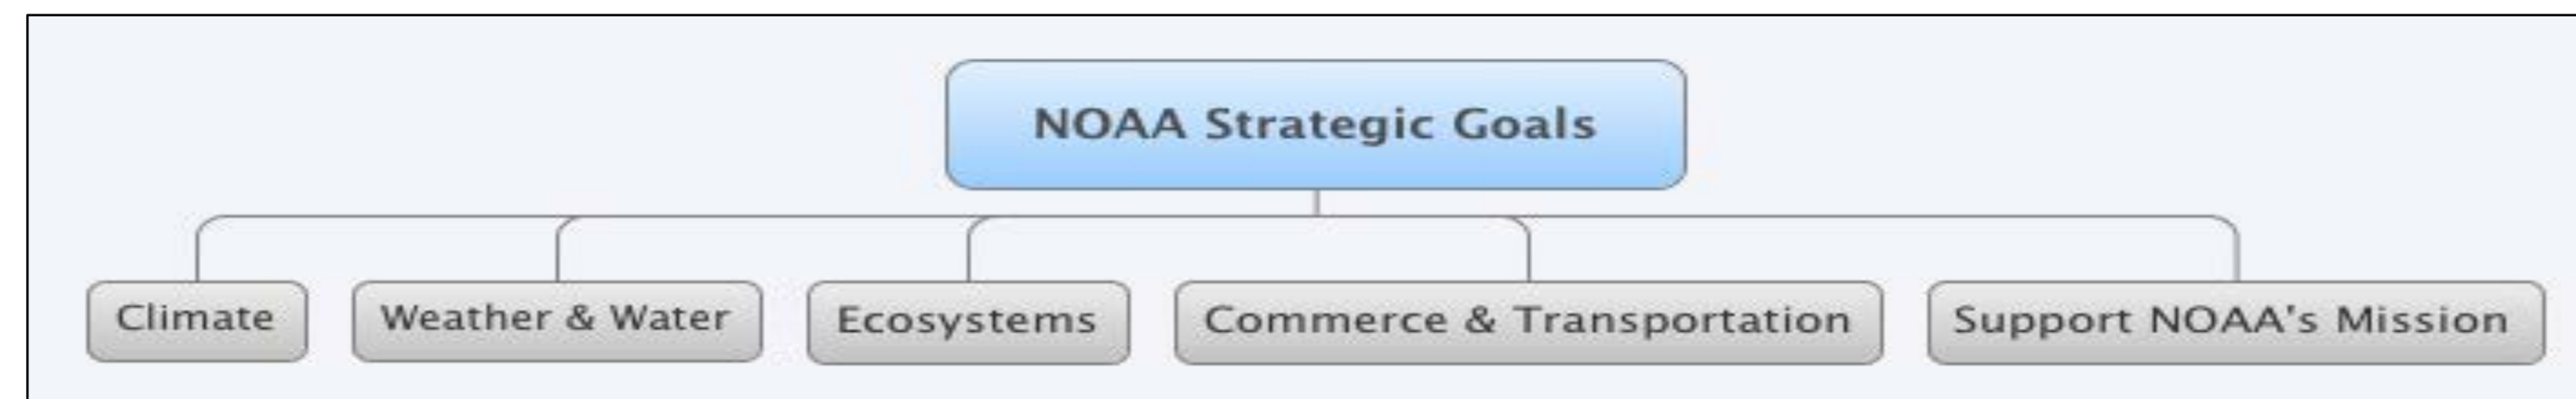 NOAA Strategic Goals
Climate
Weather & Water
Ecosystems
Commerce & Transportation
Support NOAA's Mission